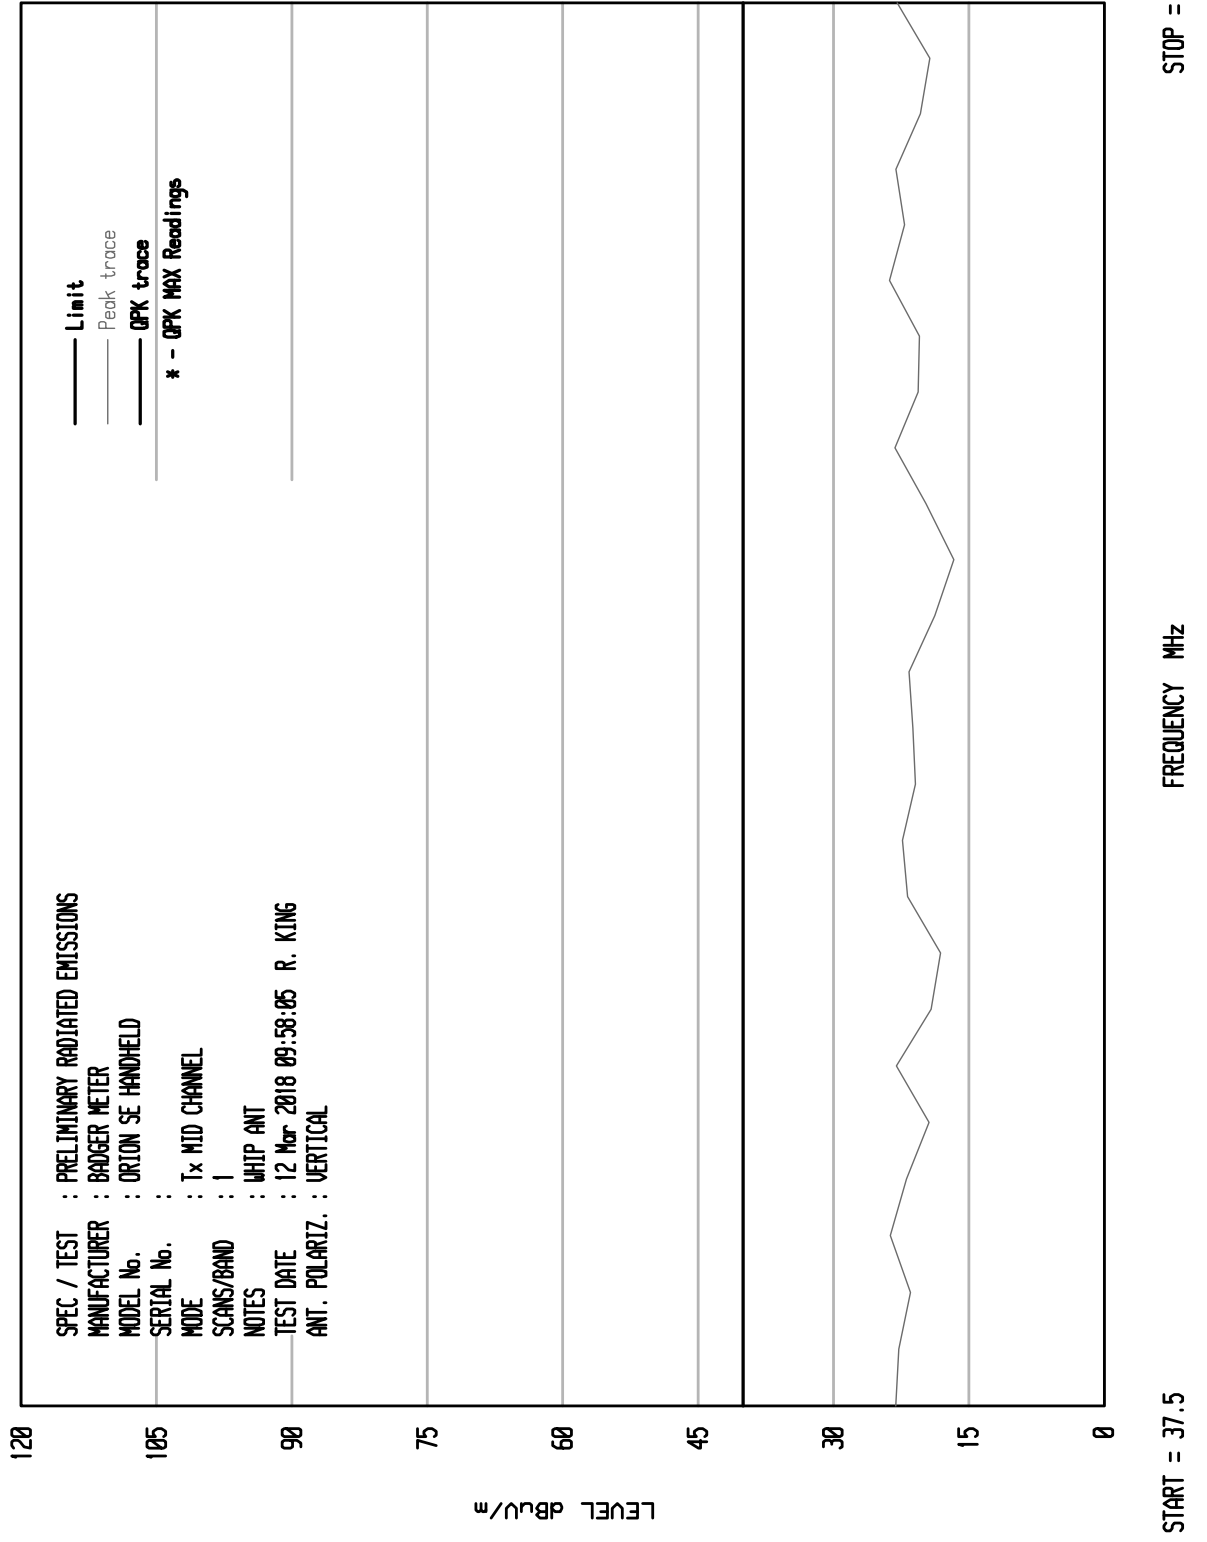 SPEC / TEST : PRELIMINARY RADIATED EMISSIONS
MANUFACTURER : BADGER METER
MODEL No. : ORION SE HANDHELD
SERIAL No. :
MODE : Tx MID CHANNEL
SCANS/BAND : 1
NOTES : WHIP ANT
TEST DATE : 12 Mar 2018 09:58:05 R. KING
ANT. POLARIZ. : VERTICAL
Limit
Peak trace
QPK trace
* - QPK MAX Readings
120
105
90
75
60
45
30
15
0
LEVEL dBuV/m
START = 37.5
FREQUENCY MHz
STOP =